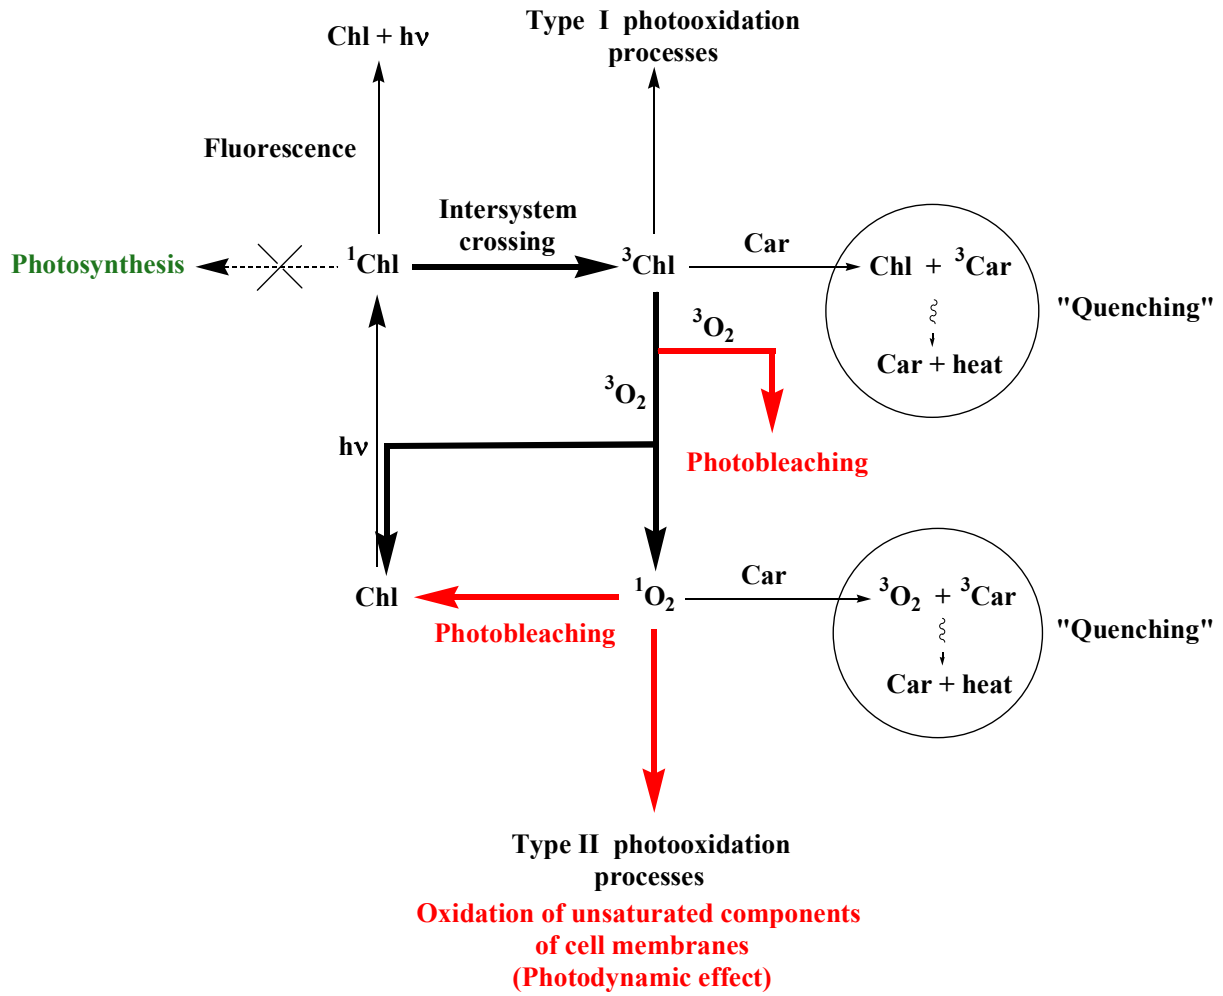 Chl + hν
Type I photooxidation
processes
Fluorescence
Intersystem
crossing
Photosynthesis
¹Chl
³Chl
Car
Chl + ³Car
"Quenching"
Car + heat
³O₂
³O₂
hν
Photobleaching
Chl
Photobleaching
¹O₂
Car
³O₂ + ³Car
"Quenching"
Car + heat
Type II photooxidation
processes
Oxidation of unsaturated components
of cell membranes
(Photodynamic effect)